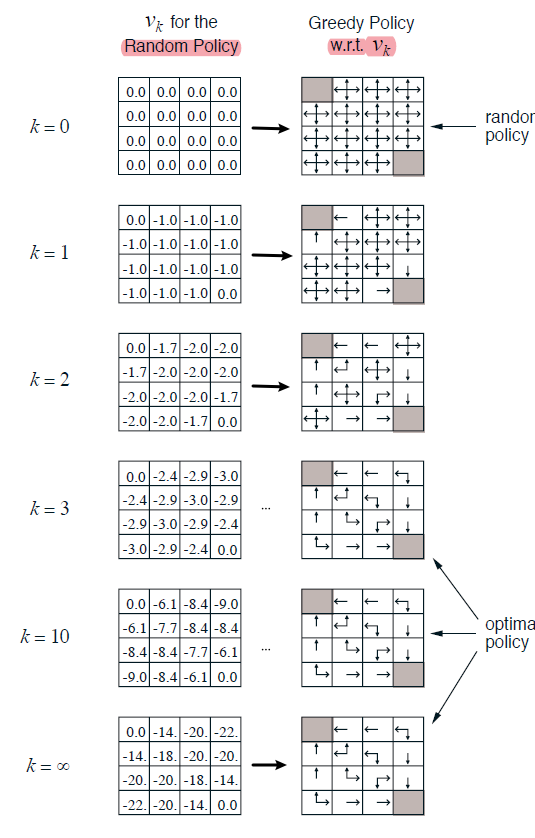 v_k for the
Random Policy
Greedy Policy
w.r.t. v_k
k = 0
0.0 0.0 0.0 0.0
0.0 0.0 0.0 0.0
0.0 0.0 0.0 0.0
0.0 0.0 0.0 0.0
randor
policy
k = 1
0.0 -1.0 -1.0 -1.0
-1.0 -1.0 -1.0 -1.0
-1.0 -1.0 -1.0 -1.0
-1.0 -1.0 -1.0 0.0
k = 2
0.0 -1.7 -2.0 -2.0
-1.7 -2.0 -2.0 -2.0
-2.0 -2.0 -2.0 -1.7
-2.0 -2.0 -1.7 0.0
k = 3
0.0 -2.4 -2.9 -3.0
-2.4 -2.9 -3.0 -2.9
-2.9 -3.0 -2.9 -2.4
-3.0 -2.9 -2.4 0.0
...
k = 10
0.0 -6.1 -8.4 -9.0
-6.1 -7.7 -8.4 -8.4
-8.4 -8.4 -7.7 -6.1
-9.0 -8.4 -6.1 0.0
...
optima
policy
k = ∞
0.0 -14. -20. -22.
-14. -18. -20. -20.
-20. -20. -18. -14.
-22. -20. -14. 0.0